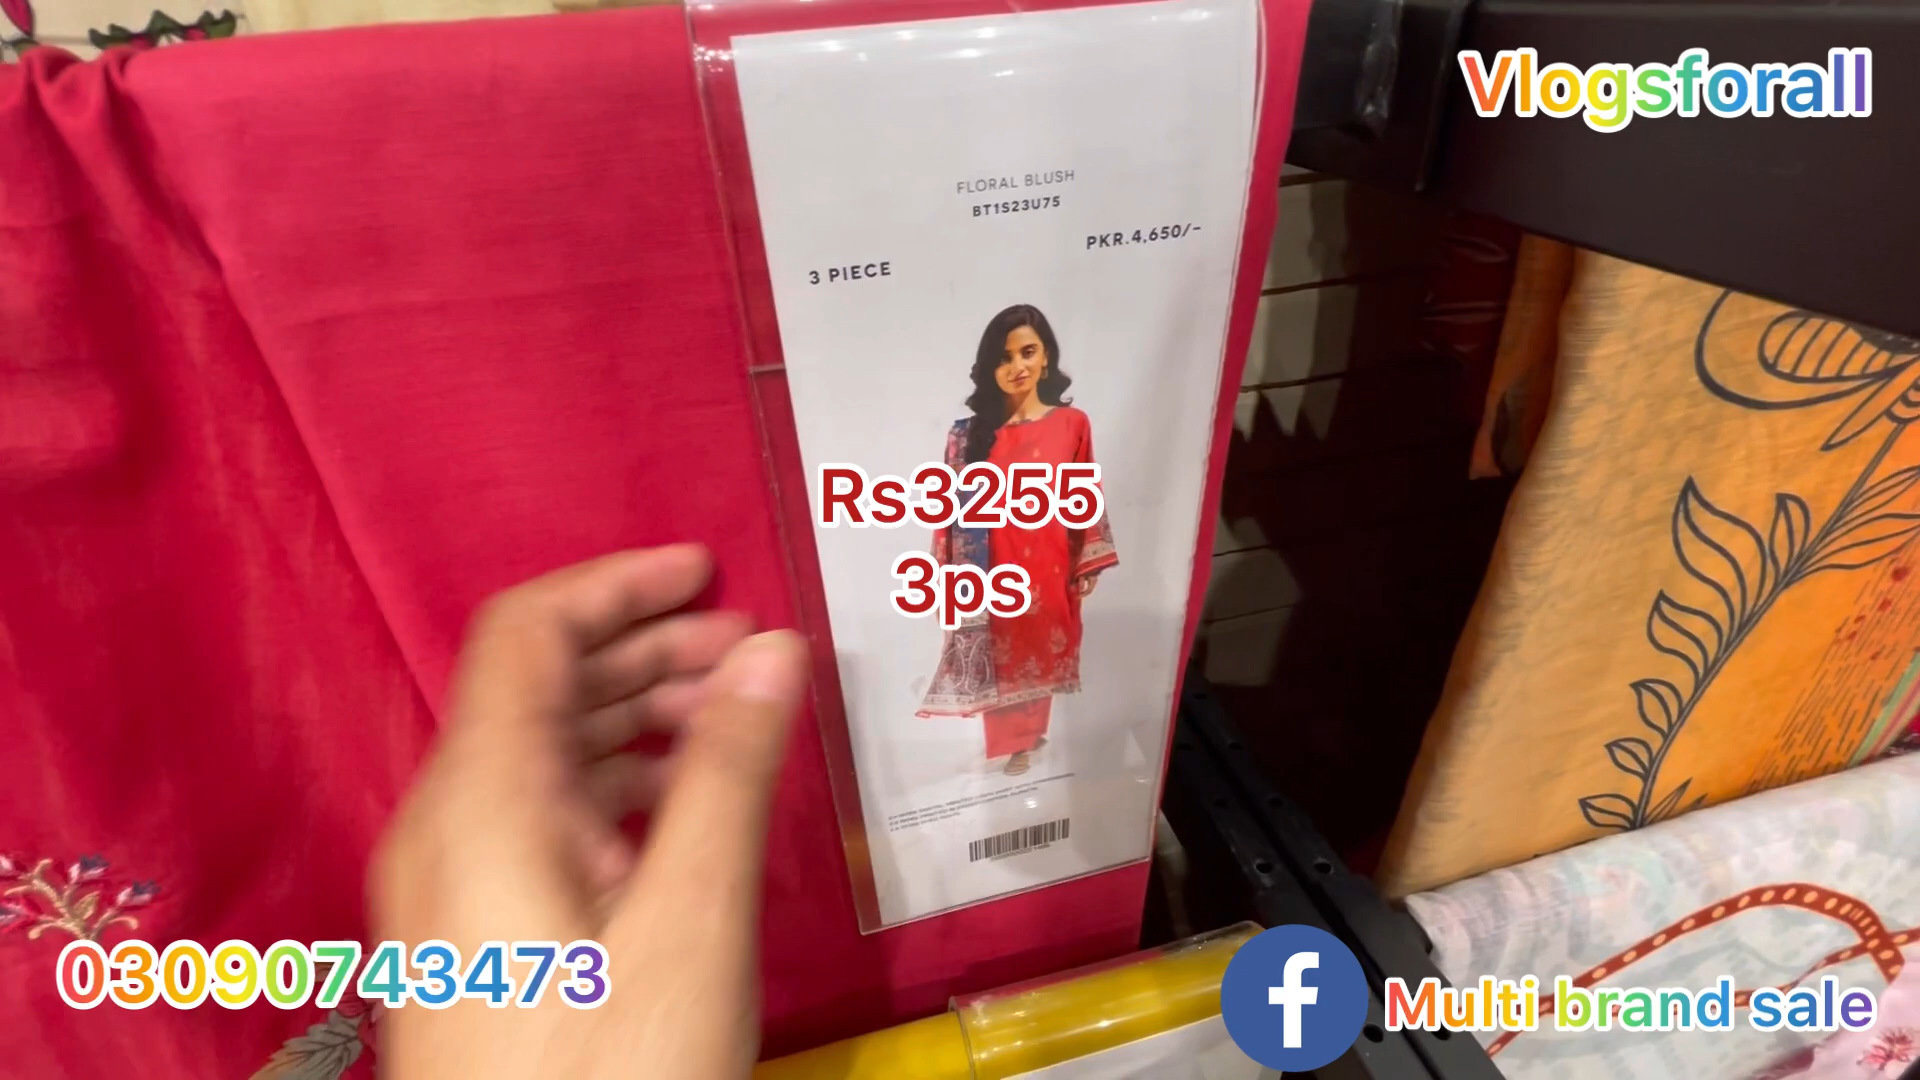 Vlogsforall
FLORAL BLUSH
BT1S23U75
PKR.4,650/-
3 PIECE
Rs3255
3ps
03090743473
f
Multi brand sale